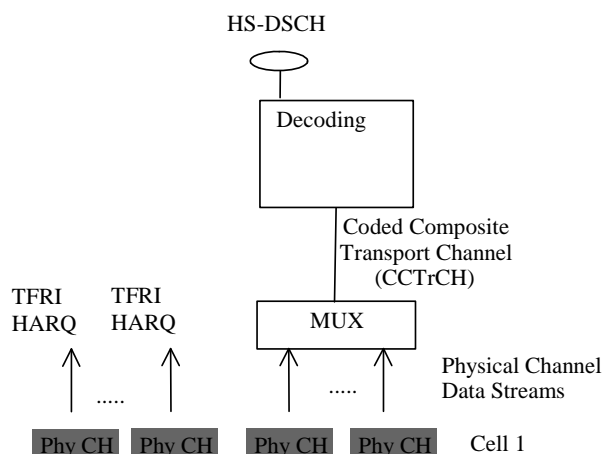 HS-DSCH
Decoding
Coded Composite
Transport Channel
(CCTrCH)
TFRI
HARQ
TFRI
HARQ
MUX
Physical Channel
Data Streams
.....
.....
Phy CH
Phy CH
Phy CH
Phy CH
Cell 1